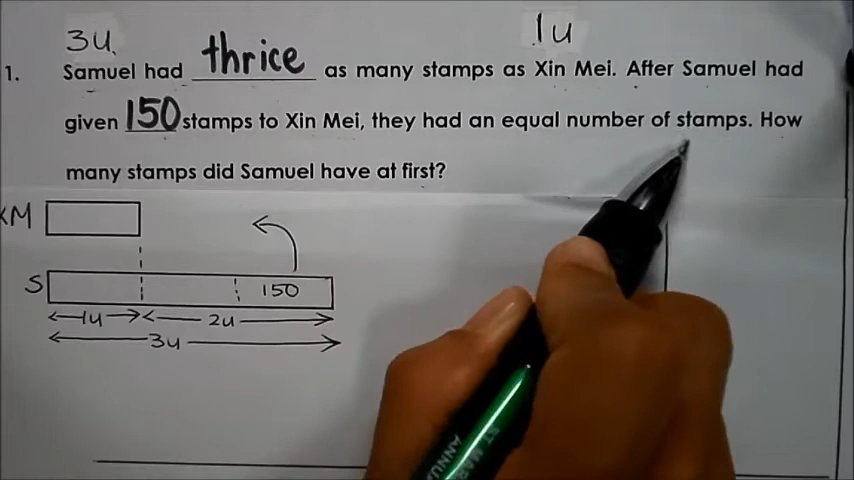 3u 1u
1. Samuel had thrice as many stamps as Xin Mei. After Samuel had
given 150 stamps to Xin Mei, they had an equal number of stamps. How
many stamps did Samuel have at first?
XM
S 150
1u 2u
3u